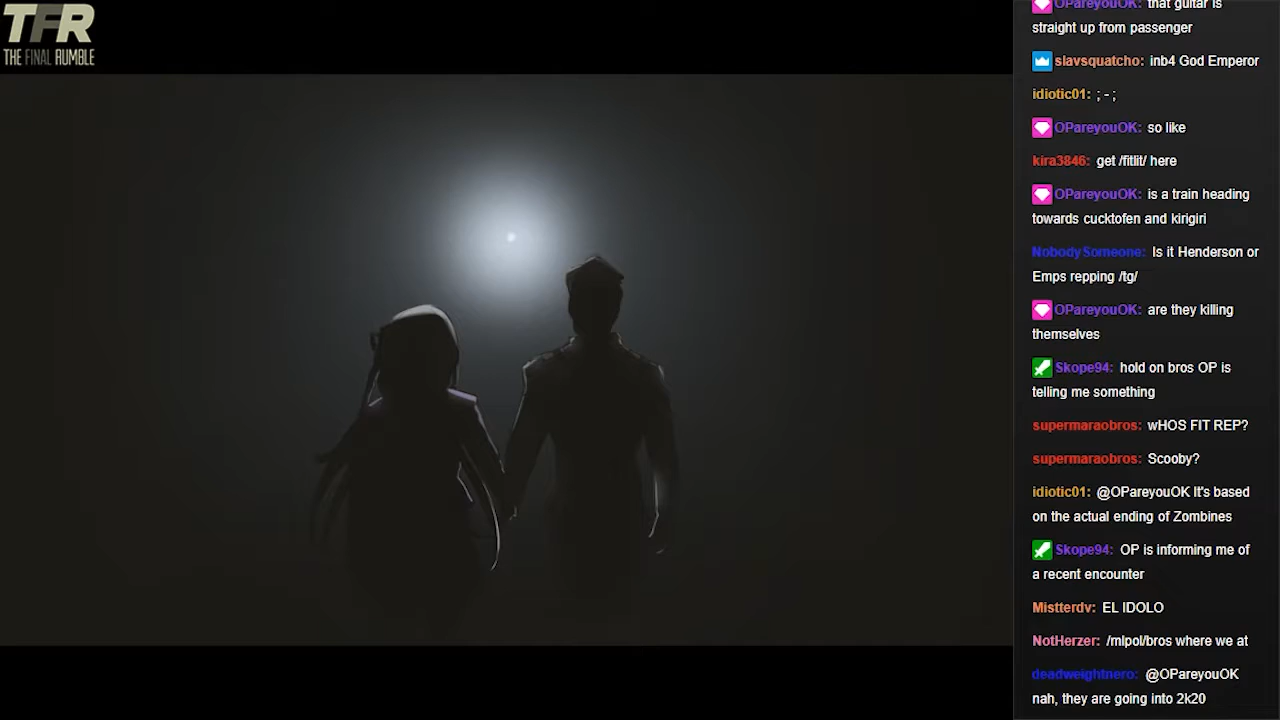 TFR
THE FINAL RUMBLE
OPareyouOK: that guitar is
straight up from passenger
slavsquatcho: inb4 God Emperor
idiotic01: ; - ;
OPareyouOK: so like
kira3846: get /fitlit/ here
OPareyouOK: is a train heading
towards cucktofen and kirigiri
NobodySomeone: Is it Henderson or
Emps repping /tg/
OPareyouOK: are they killing
themselves
Skope94: hold on bros OP is
telling me something
supermaraobros: wHOS FIT REP?
supermaraobros: Scooby?
idiotic01: @OPareyouOK It's based
on the actual ending of Zombines
Skope94: OP is informing me of
a recent encounter
Mistterdv: EL IDOLO
NotHerzer: /mlpol/bros where we at
deadweightnero: @OPareyouOK
nah, they are going into 2k20